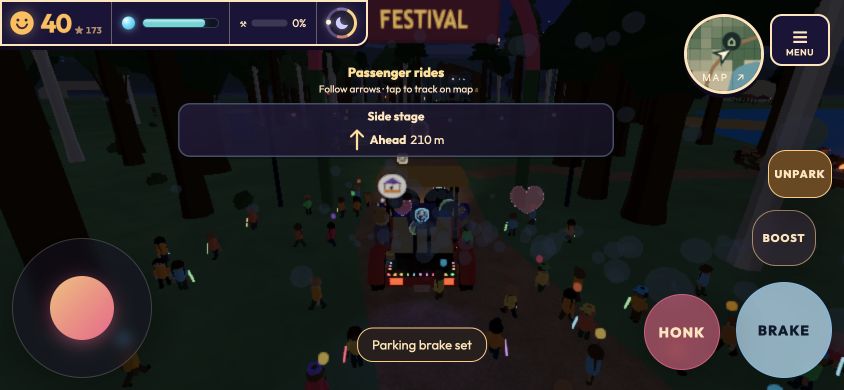 40
173
0%
FESTIVAL
Passenger rides
Follow arrows · tap to track on map
Side stage
Ahead 210 m
MAP
MENU
UNPARK
BOOST
HONK
BRAKE
Parking brake set